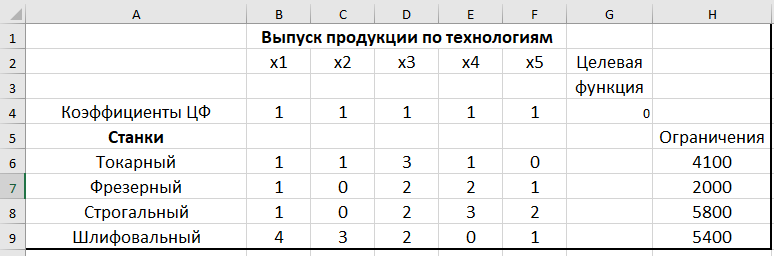 A B C D E F G H
1 Выпуск продукции по технологиям
2 x1 x2 x3 x4 x5 Целевая
3 функция
4 Коэффициенты ЦФ 1 1 1 1 1 0
5 Станки Ограничения
6 Токарный 1 1 3 1 0 4100
7 Фрезерный 1 0 2 2 1 2000
8 Строгальный 1 0 2 3 2 5800
9 Шлифовальный 4 3 2 0 1 5400